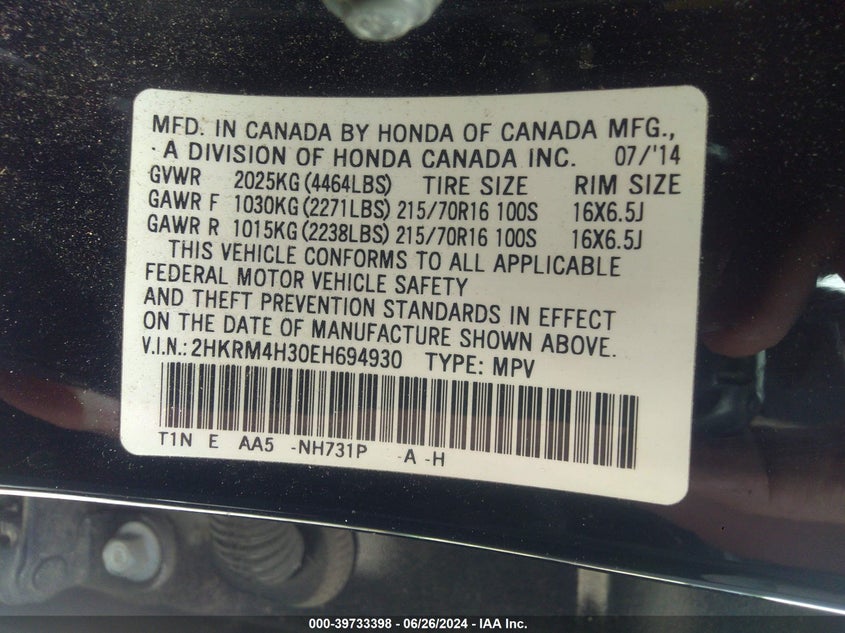 MFD. IN CANADA BY HONDA OF CANADA MFG.,
A DIVISION OF HONDA CANADA INC. 07/'14
GVWR 2025KG (4464LBS) TIRE SIZE RIM SIZE
GAWR F 1030KG (2271LBS) 215/70R16 100S 16X6.5J
GAWR R 1015KG (2238LBS) 215/70R16 100S 16X6.5J
THIS VEHICLE CONFORMS TO ALL APPLICABLE
FEDERAL MOTOR VEHICLE SAFETY
AND THEFT PREVENTION STANDARDS IN EFFECT
ON THE DATE OF MANUFACTURE SHOWN ABOVE.
V.I.N.: 2HKRM4H30EH694930 TYPE: MPV
T1N E AA5 -NH731P -A -H
000-39733398 - 06/26/2024 - IAA Inc.